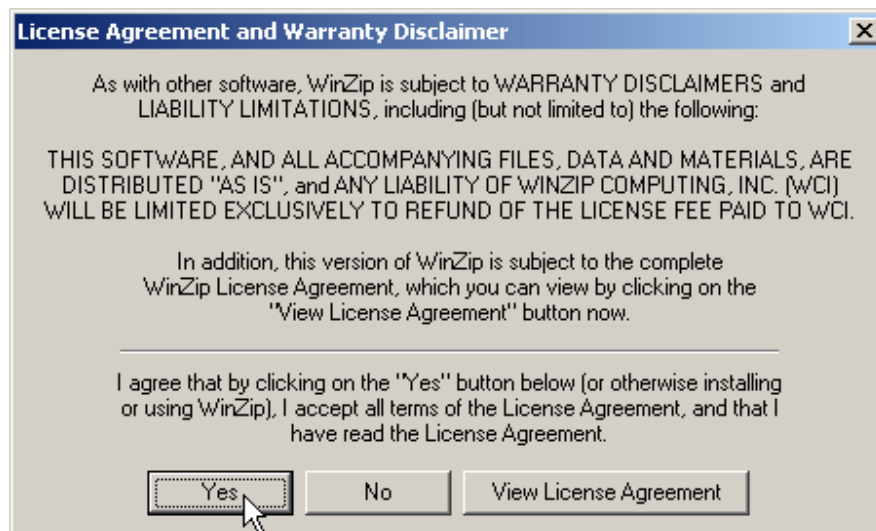 License Agreement and Warranty Disclaimer
As with other software, WinZip is subject to WARRANTY DISCLAIMERS and
LIABILITY LIMITATIONS, including (but not limited to) the following:
THIS SOFTWARE, AND ALL ACCOMPANYING FILES, DATA AND MATERIALS, ARE
DISTRIBUTED "AS IS", and ANY LIABILITY OF WINZIP COMPUTING, INC. (WCI)
WILL BE LIMITED EXCLUSIVELY TO REFUND OF THE LICENSE FEE PAID TO WCI.
In addition, this version of WinZip is subject to the complete
WinZip License Agreement, which you can view by clicking on the
"View License Agreement" button now.
I agree that by clicking on the "Yes" button below (or otherwise installing
or using WinZip), I accept all terms of the License Agreement, and that I
have read the License Agreement.
Yes No View License Agreement